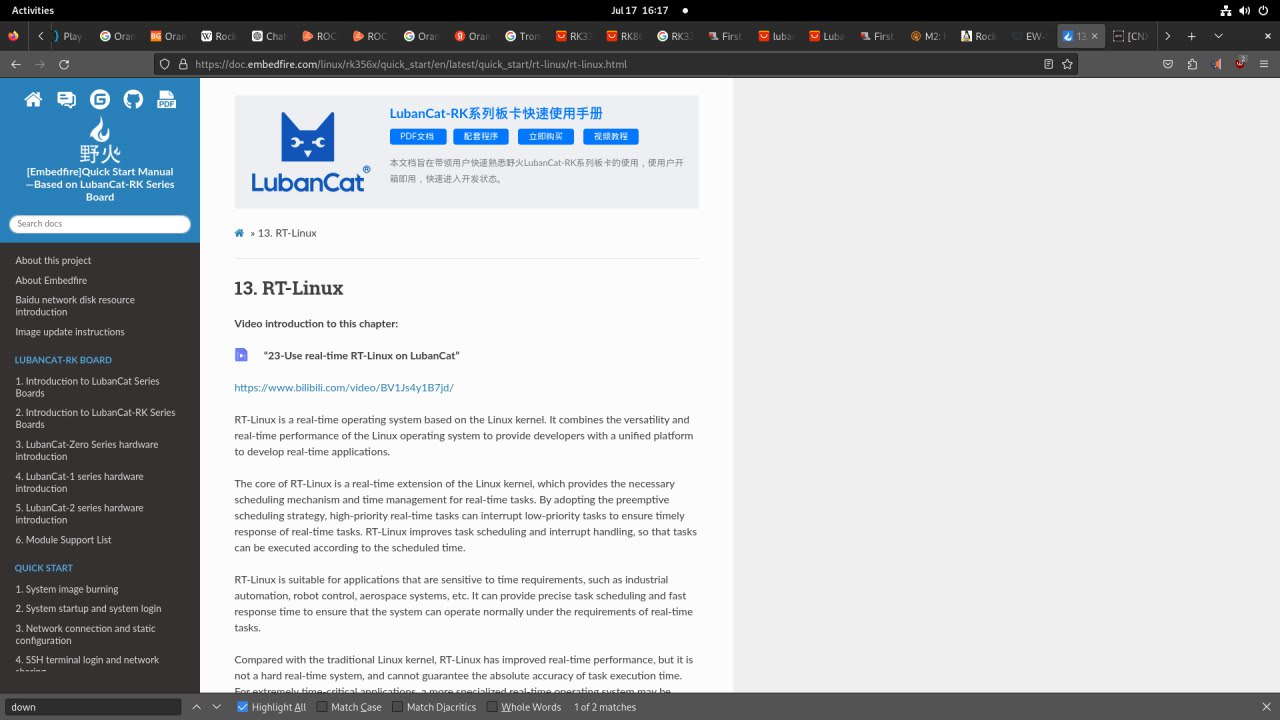 Activities
Jul 17 16:17
Play
Oran
Oran
Rock
Chat
ROC
ROC
Oran
Oran
Tron
RK33
RK35
First
lubanc
Luba
First
M2:
Rock
EW-
13.
[CNX
https://doc.embedfire.com/linux/rk356x/quick_start/en/latest/quick_start/rt-linux/rt-linux.html
PDF
野火
[Embedfire]Quick Start Manual
—Based on LubanCat-RK Series
Board
Search docs
About this project
About Embedfire
Baidu network disk resource
introduction
Image update instructions
LUBANCAT-RK BOARD
1. Introduction to LubanCat Series
Boards
2. Introduction to LubanCat-RK Series
Boards
3. LubanCat-Zero Series hardware
introduction
4. LubanCat-1 series hardware
introduction
5. LubanCat-2 series hardware
introduction
6. Module Support List
QUICK START
1. System image burning
2. System startup and system login
3. Network connection and static
configuration
4. SSH terminal login and network
sharing
LubanCat®
LubanCat-RK系列板卡快速使用手册
PDF文档 配套程序 立即购买 视频教程
本文档旨在带领用户快速熟悉野火LubanCat-RK系列板卡的使用，使用户开
箱即用，快速进入开发状态。
» 13. RT-Linux
13. RT-Linux
Video introduction to this chapter:
“23-Use real-time RT-Linux on LubanCat”
https://www.bilibili.com/video/BV1Js4y1B7jd/
RT-Linux is a real-time operating system based on the Linux kernel. It combines the versatility and
real-time performance of the Linux operating system to provide developers with a unified platform
to develop real-time applications.
The core of RT-Linux is a real-time extension of the Linux kernel, which provides the necessary
scheduling mechanism and time management for real-time tasks. By adopting the preemptive
scheduling strategy, high-priority real-time tasks can interrupt low-priority tasks to ensure timely
response of real-time tasks. RT-Linux improves task scheduling and interrupt handling, so that tasks
can be executed according to the scheduled time.
RT-Linux is suitable for applications that are sensitive to time requirements, such as industrial
automation, robot control, aerospace systems, etc. It can provide precise task scheduling and fast
response time to ensure that the system can operate normally under the requirements of real-time
tasks.
Compared with the traditional Linux kernel, RT-Linux has improved real-time performance, but it is
not a hard real-time system, and cannot guarantee the absolute accuracy of task execution time.
For extremely time-critical applications, a more specialized real-time operating system may be
down
Highlight All
Match Case
Match Diacritics
Whole Words
1 of 2 matches